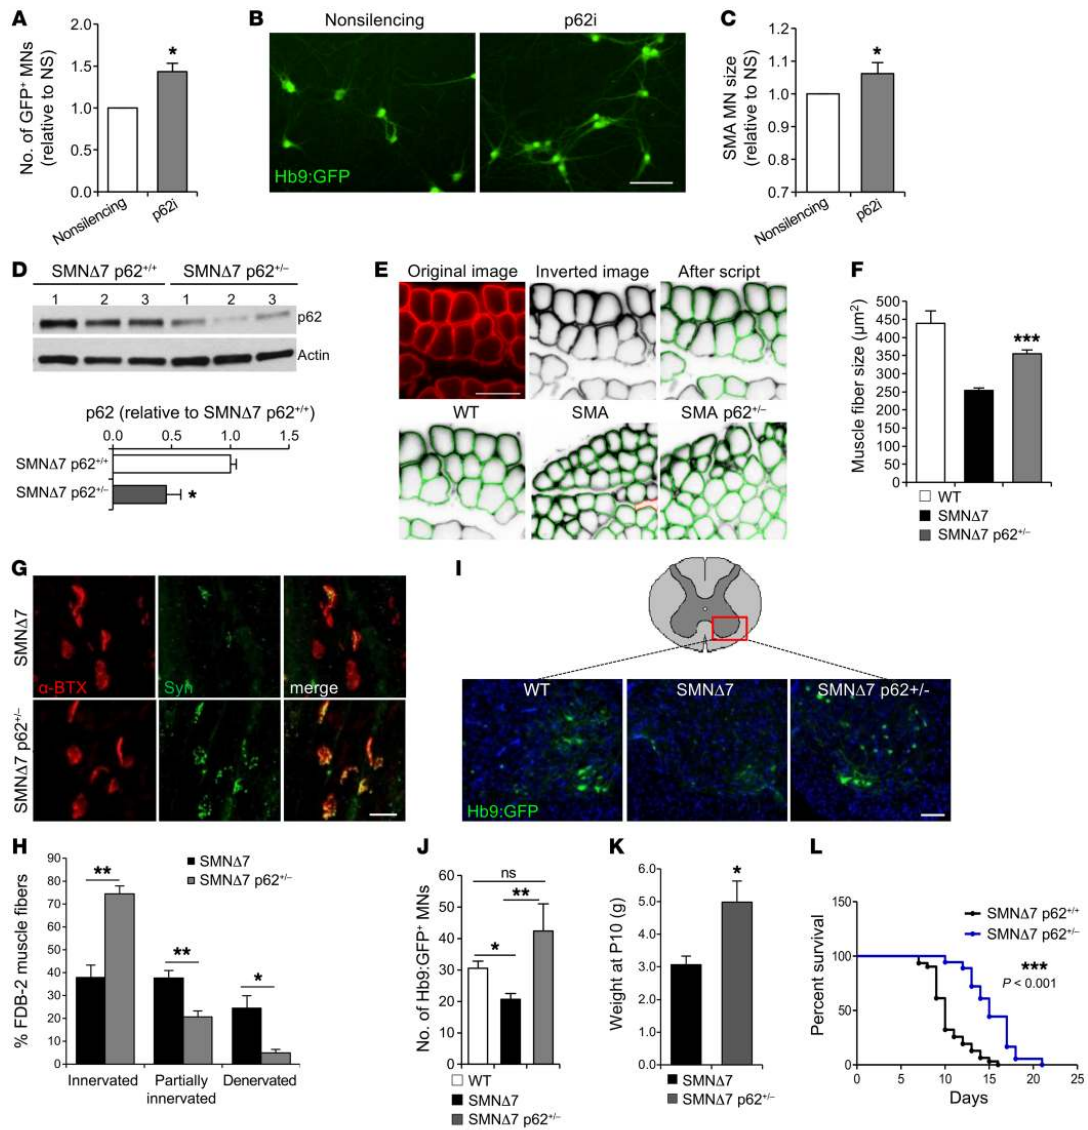 A
No. of GFP⁺ MNs
(relative to NS)
2.0
1.5
1.0
0.5
0.0
*
Nonsilencing
p62i
B
Nonsilencing
p62i
Hb9:GFP
C
SMA MN size
(relative to NS)
1.2
1.1
1.0
0.9
0.8
0.7
*
Nonsilencing
p62i
D
SMNΔ7 p62⁺/⁺
SMNΔ7 p62⁺/⁻
1 2 3 1 2 3
p62
Actin
p62 (relative to SMNΔ7 p62⁺/⁺)
0.0 0.5 1.0 1.5
SMNΔ7 p62⁺/⁺
SMNΔ7 p62⁺/⁻
*
E
Original image
Inverted image
After script
WT
SMA
SMA p62⁺/⁻
F
Muscle fiber size (µm²)
500
450
400
350
300
250
200
150
100
50
0
***
WT
SMNΔ7
SMNΔ7 p62⁺/⁻
G
SMNΔ7
α-BTX
Syn
merge
SMNΔ7 p62⁺/⁻
H
% FDB-2 muscle fibers
90
80
70
60
50
40
30
20
10
0
SMNΔ7
SMNΔ7 p62⁺/⁻
**
**
*
Innervated
Partially
innervated
Denervated
I
WT
SMNΔ7
SMNΔ7 p62+/-
Hb9:GFP
J
No. of Hb9:GFP⁺ MNs
60
50
40
30
20
10
0
ns
**
*
WT
SMNΔ7
SMNΔ7 p62⁺/⁻
K
Weight at P10 (g)
6.0
5.0
4.0
3.0
2.0
1.0
0.0
*
SMNΔ7
SMNΔ7 p62⁺/⁻
L
SMNΔ7 p62⁺/⁺
SMNΔ7 p62⁺/⁻
***
P < 0.001
Percent survival
150
100
50
0
0 5 10 15 20 25
Days